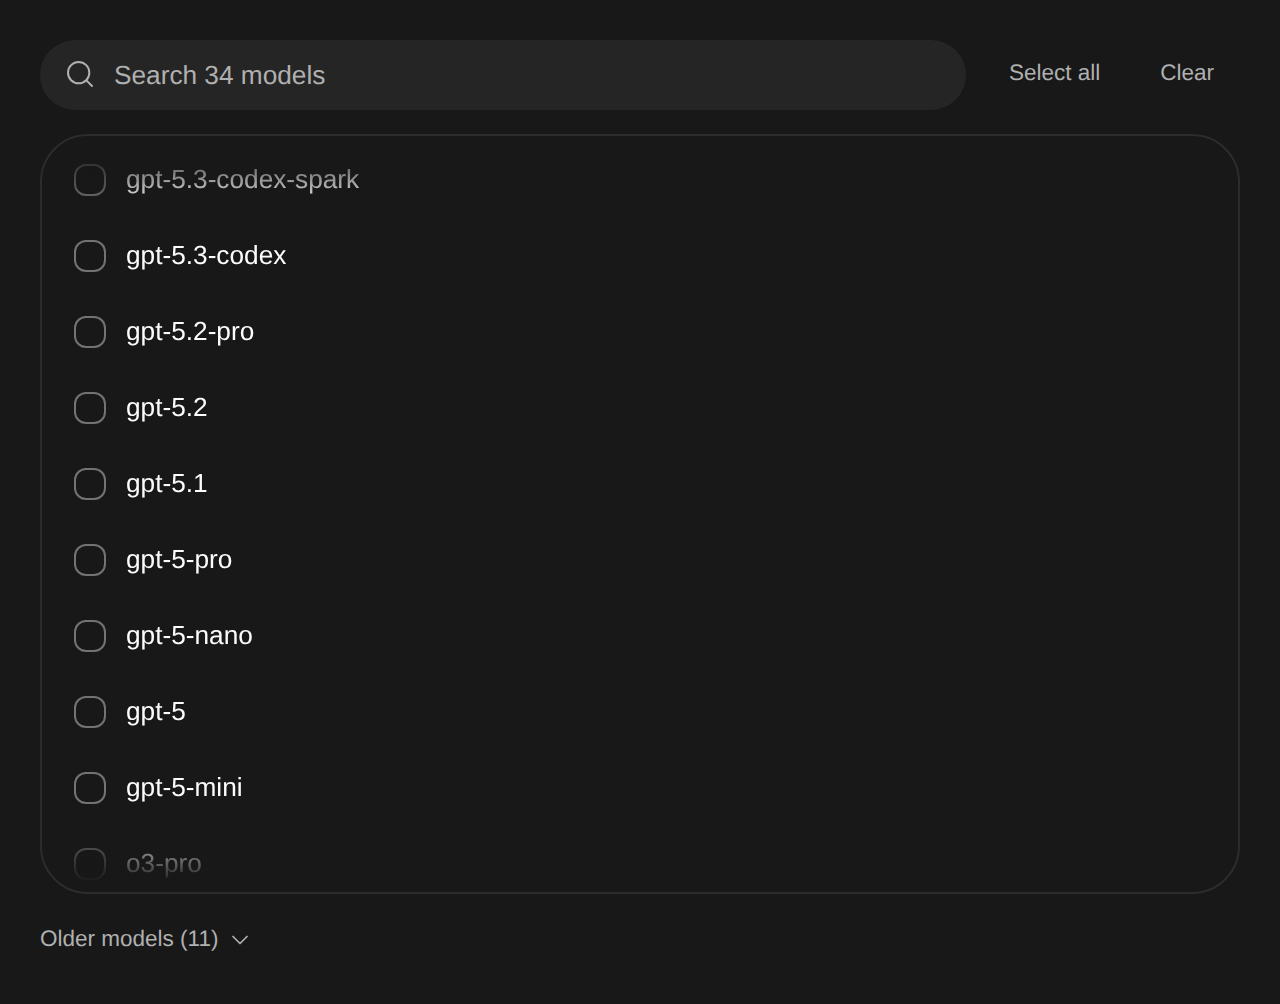 Search 34 models
Select all
Clear
gpt-5.3-codex-spark
gpt-5.3-codex
gpt-5.2-pro
gpt-5.2
gpt-5.1
gpt-5-pro
gpt-5-nano
gpt-5
gpt-5-mini
o3-pro
Older models (11)